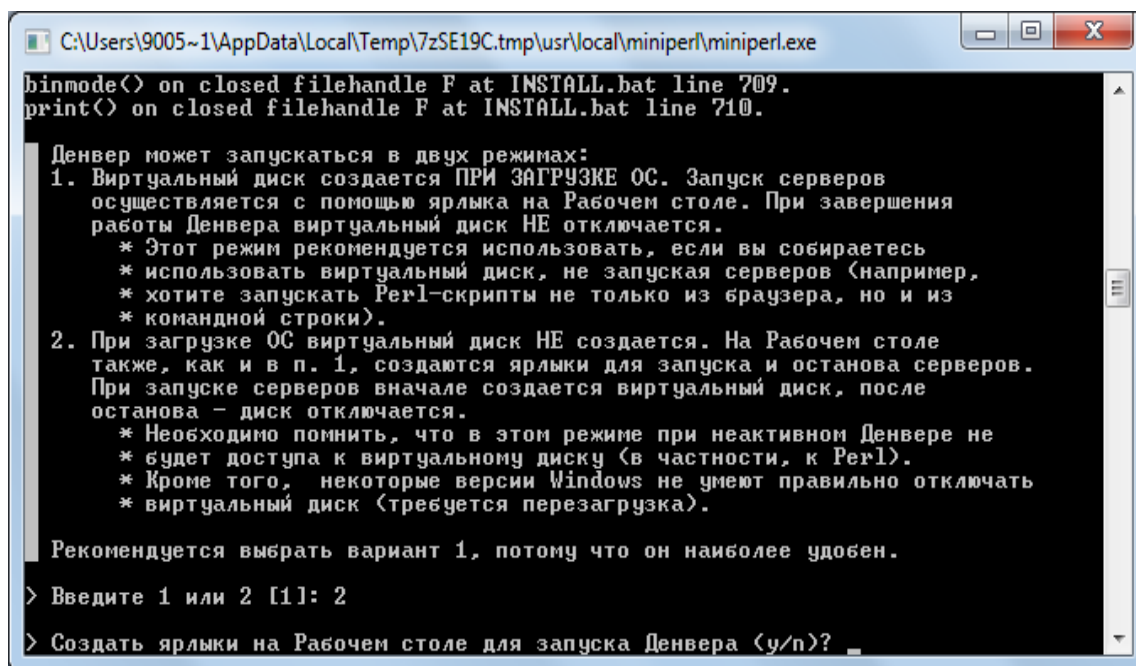 C:\Users\9005~1\AppData\Local\Temp\7zSE19C.tmp\usr\local\miniperl\miniperl.exe
binmode() on closed filehandle F at INSTALL.bat line 709.
print() on closed filehandle F at INSTALL.bat line 710.
Денвер может запускаться в двух режимах:
1. Виртуальный диск создается ПРИ ЗАГРУЗКЕ ОС. Запуск серверов
осуществляется с помощью ярлыка на Рабочем столе. При завершения
работы Денвера виртуальный диск НЕ отключается.
* Этот режим рекомендуется использовать, если вы собираетесь
* использовать виртуальный диск, не запуская серверов (например,
* хотите запускать Perl-скрипты не только из браузера, но и из
* командной строки).
2. При загрузке ОС виртуальный диск НЕ создается. На Рабочем столе
также, как и в п. 1, создаются ярлыки для запуска и останова серверов.
При запуске серверов вначале создается виртуальный диск, после
останова - диск отключается.
* Необходимо помнить, что в этом режиме при неактивном Денвере не
* будет доступа к виртуальному диску (в частности, к Perl).
* Кроме того, некоторые версии Windows не умеют правильно отключать
* виртуальный диск (требуется перезагрузка).
Рекомендуется выбрать вариант 1, потому что он наиболее удобен.
> Введите 1 или 2 [1]: 2
> Создать ярлыки на Рабочем столе для запуска Денвера (y/n)? _